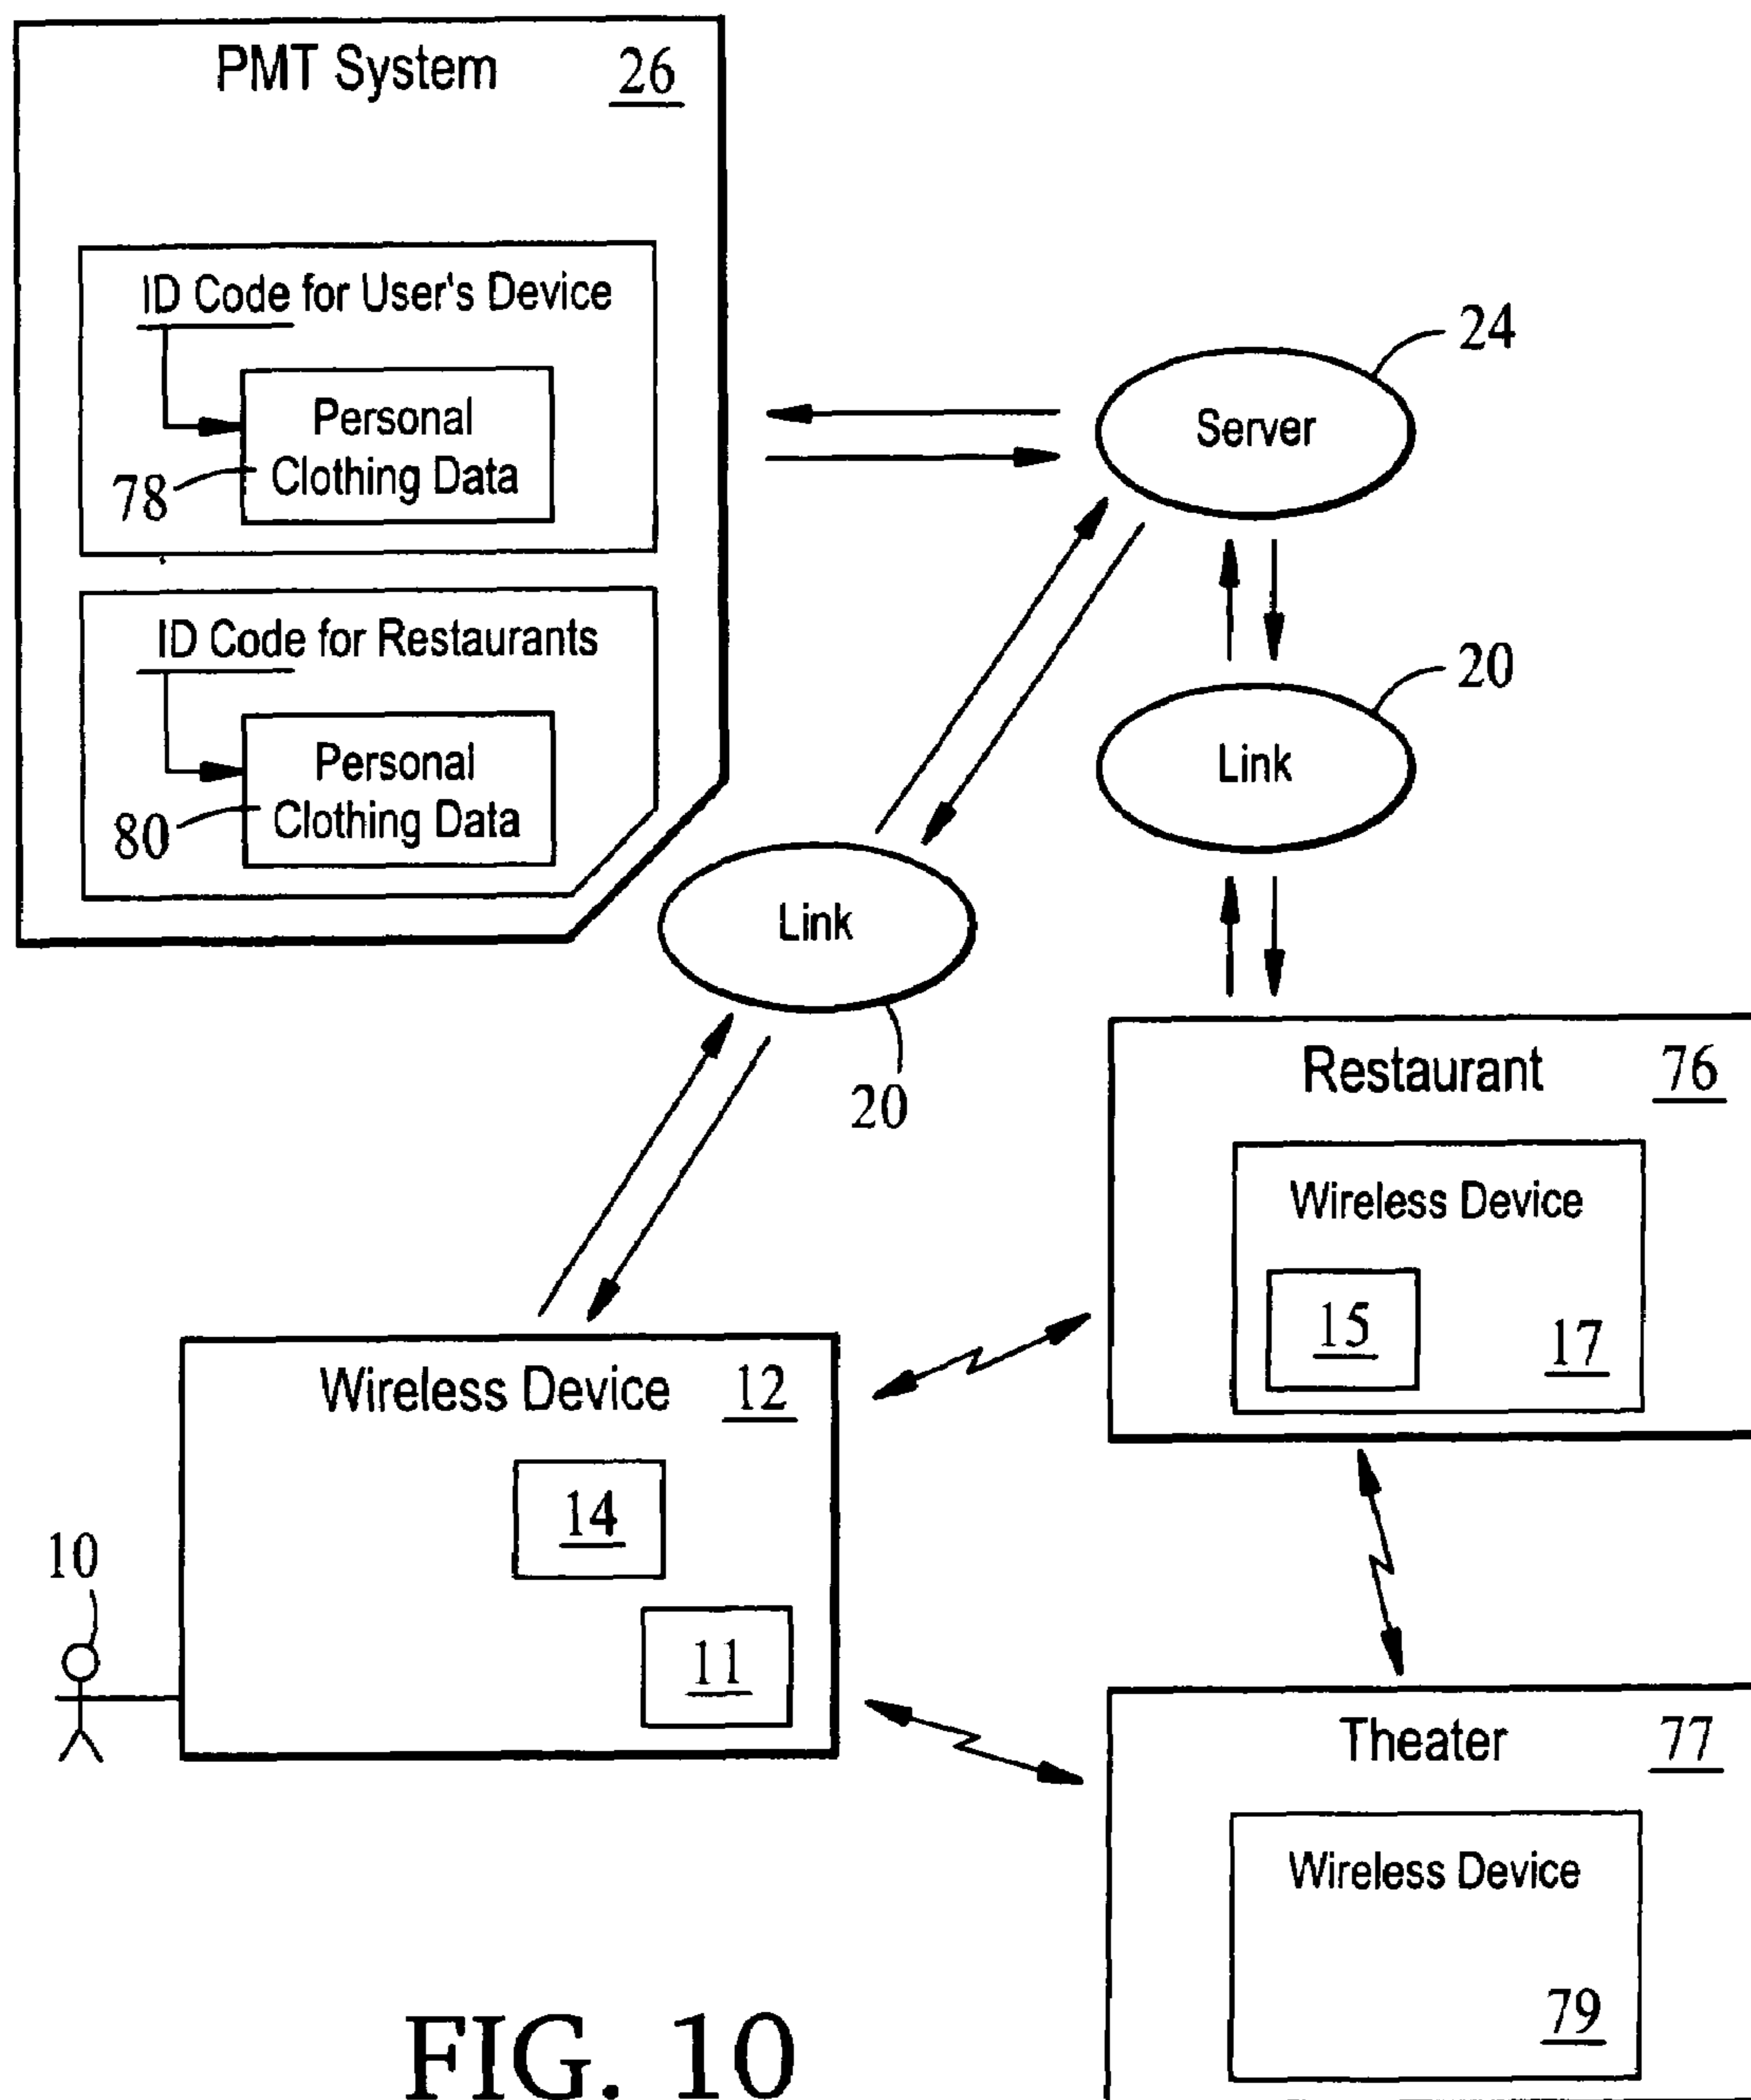 PMT System 26
ID Code for User's Device
Personal
Clothing Data
78
ID Code for Restaurants
Personal
Clothing Data
80
24
Server
20
Link
Link
20
Restaurant 76
Wireless Device
15
17
Wireless Device 12
14
11
10
Theater 77
Wireless Device
79
FIG. 10